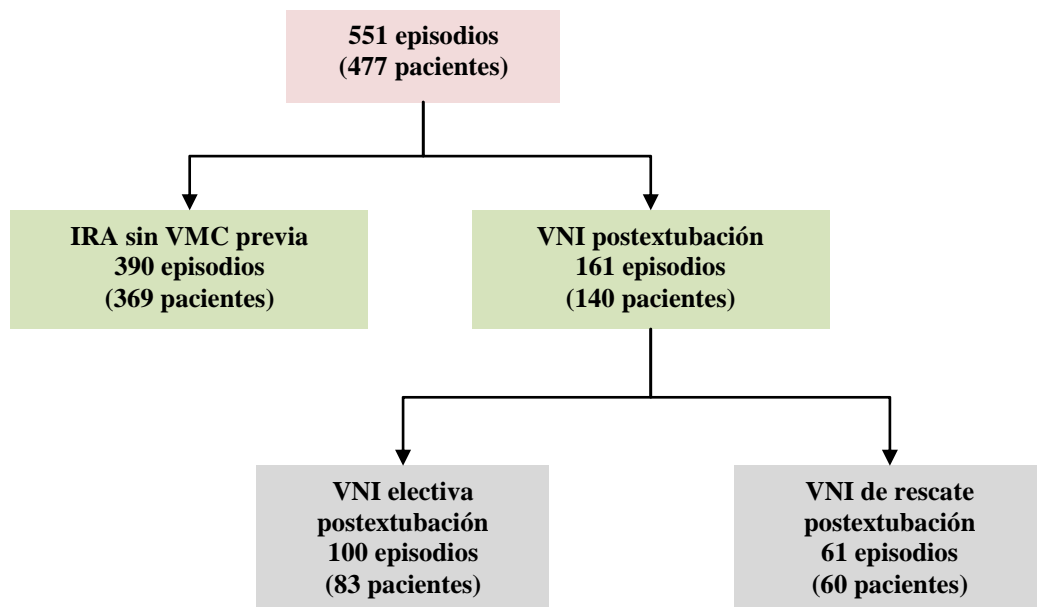 551 episodios
(477 pacientes)
IRA sin VMC previa
390 episodios
(369 pacientes)
VNI postextubación
161 episodios
(140 pacientes)
VNI electiva
postextubación
100 episodios
(83 pacientes)
VNI de rescate
postextubación
61 episodios
(60 pacientes)